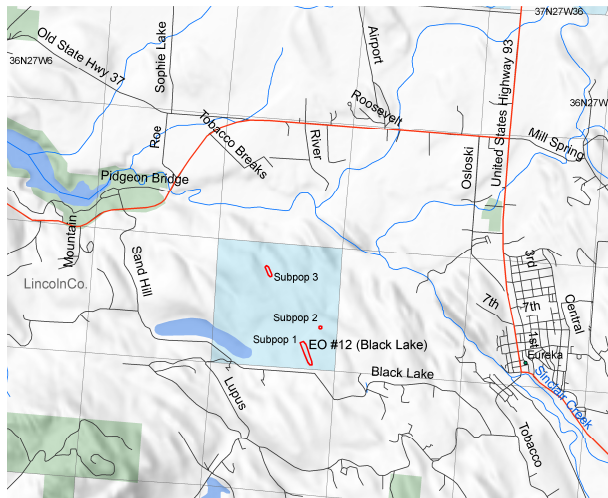 37N27W36
Old State Hwy 37
Sophie Lake
Airport
United States Highway 93
36N27W6
36N27W
Roosevelt
Tobacco Breaks
River
Roe
Mill Spring
Osloski
Pidgeon Bridge
Mountain
Sand Hill
LincolnCo.
Subpop 3
3rd
7th
7th
Central
Subpop 2
Subpop 1
EO #12 (Black Lake)
1st
Eureka
Black Lake
Lupus
Sinclair Creek
Tobacco